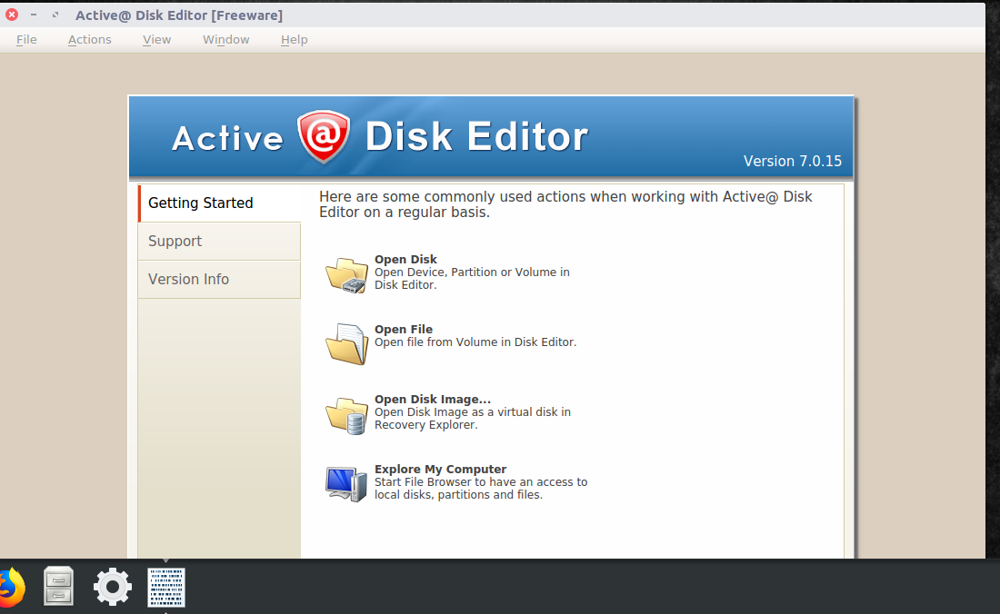 Active@ Disk Editor [Freeware]
File Actions View Window Help
Active @ Disk Editor
Version 7.0.15
Getting Started
Support
Version Info
Here are some commonly used actions when working with Active@ Disk
Editor on a regular basis.
Open Disk
Open Device, Partition or Volume in
Disk Editor.
Open File
Open file from Volume in Disk Editor.
Open Disk Image...
Open Disk Image as a virtual disk in
Recovery Explorer.
Explore My Computer
Start File Browser to have an access to
local disks, partitions and files.